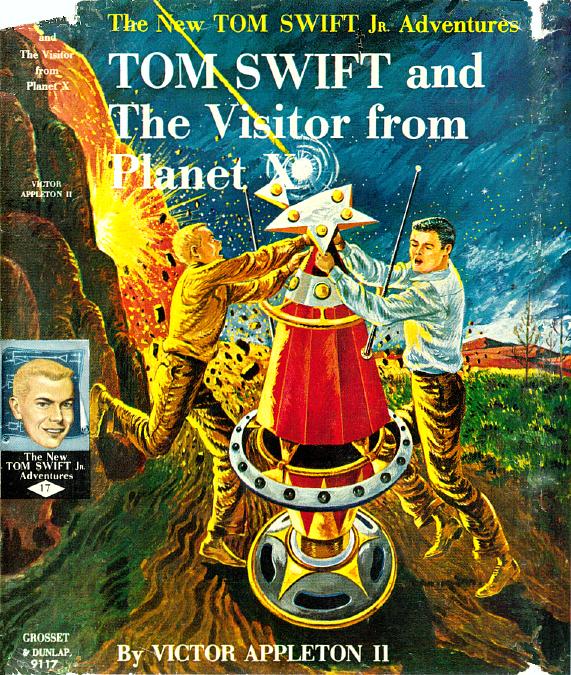 The New TOM SWIFT Jr. Adventures
TOM SWIFT and
The Visitor from
Planet X
By VICTOR APPLETON II
and
The Visitor
from
Planet X
VICTOR
APPLETON II
The New
TOM SWIFT Jr.
Adventures
17
GROSSET
& DUNLAP
9117